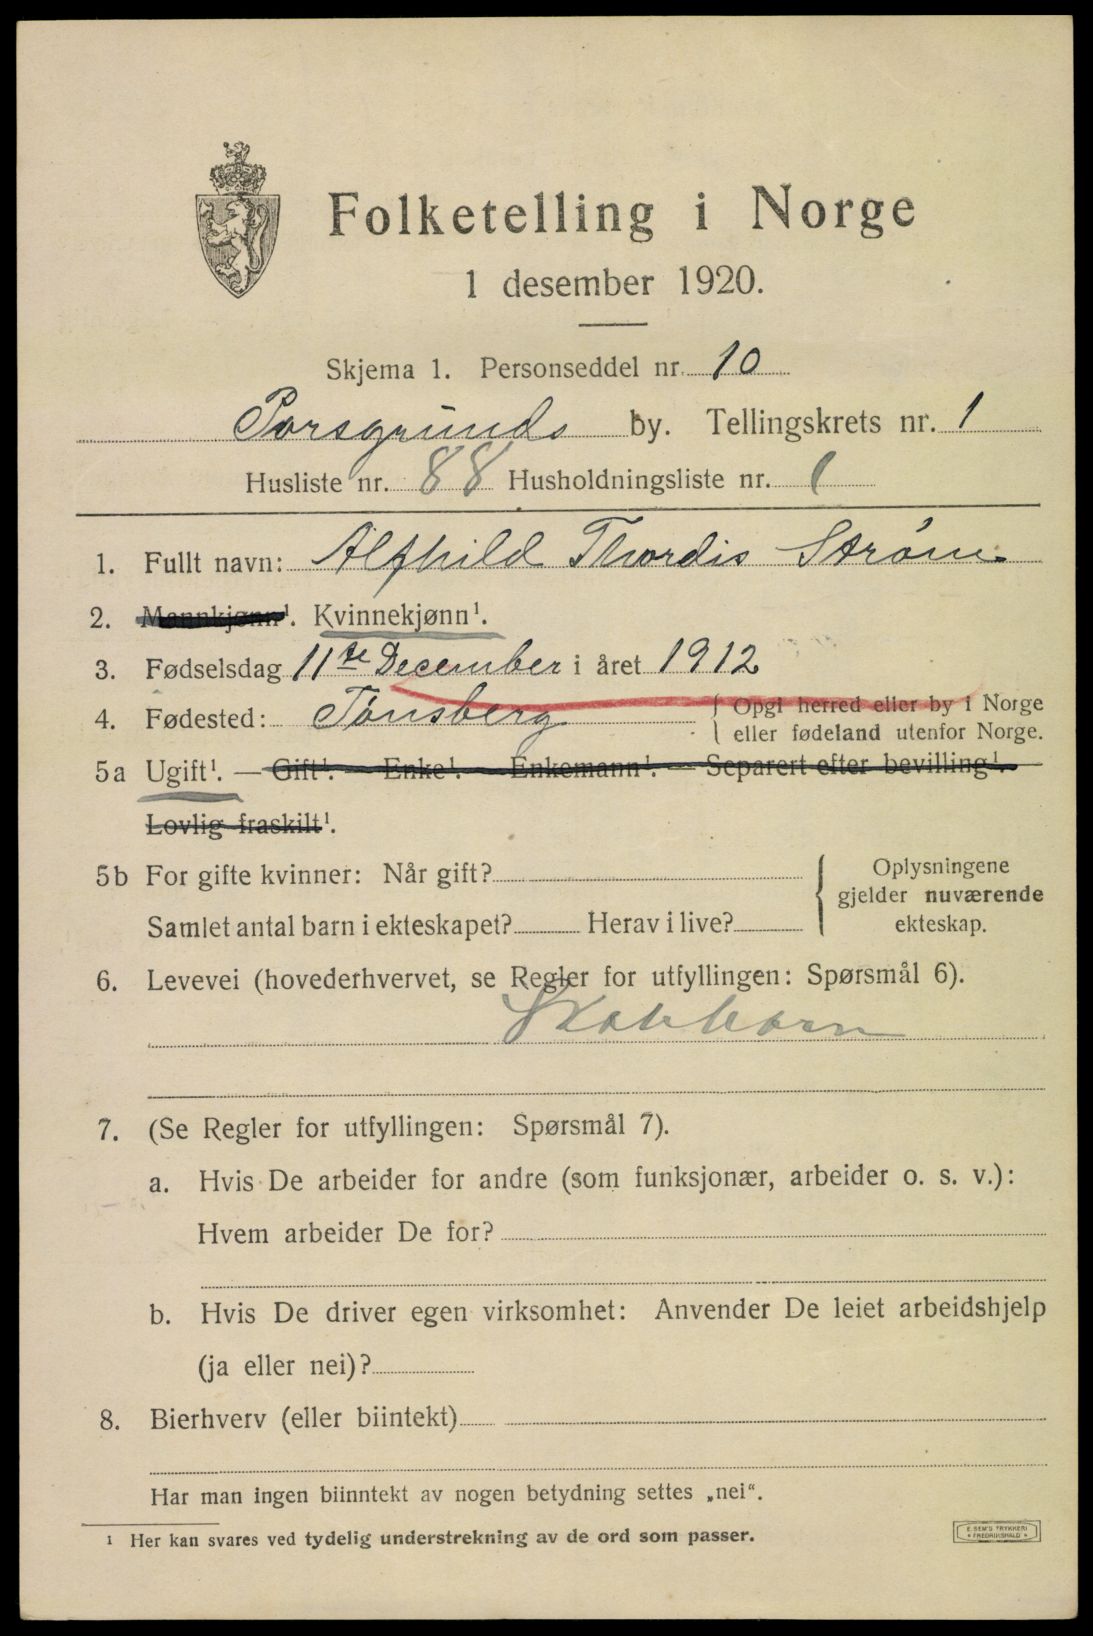 Folketelling i Norge
1 desember 1920.
Skjema 1. Personseddel nr. 10
Porsgrunds by. Tellingskrets nr. 1
Husliste nr. 88 Husholdningsliste nr. 1
1. Fullt navn: Alfhild Thordis Strøm
2. Mannkjønn¹. Kvinnekjønn¹.
3. Fødselsdag 11te December i året 1912
4. Fødested: Tønsberg { Opgi herred eller by i Norge
eller fødeland utenfor Norge.
5a Ugift¹. — Gift¹. — Enke¹. — Enkemann¹. — Separert efter bevilling¹.
Lovlig fraskilt¹.
5b For gifte kvinner: Når gift? { Oplysningene
gjelder nuværende
Samlet antal barn i ekteskapet? Herav i live? ekteskap.
6. Levevei (hovederhvervet, se Regler for utfyllingen: Spørsmål 6).
Skolebarn
7. (Se Regler for utfyllingen: Spørsmål 7).
a. Hvis De arbeider for andre (som funksjonær, arbeider o. s. v.):
Hvem arbeider De for?
b. Hvis De driver egen virksomhet: Anvender De leiet arbeidshjelp
(ja eller nei)?
8. Bierhverv (eller biintekt)
Har man ingen biinntekt av nogen betydning settes „nei".
¹ Her kan svares ved tydelig understrekning av de ord som passer.
E. SEM'S TRYKKERI
* FREDRIKSHALD *